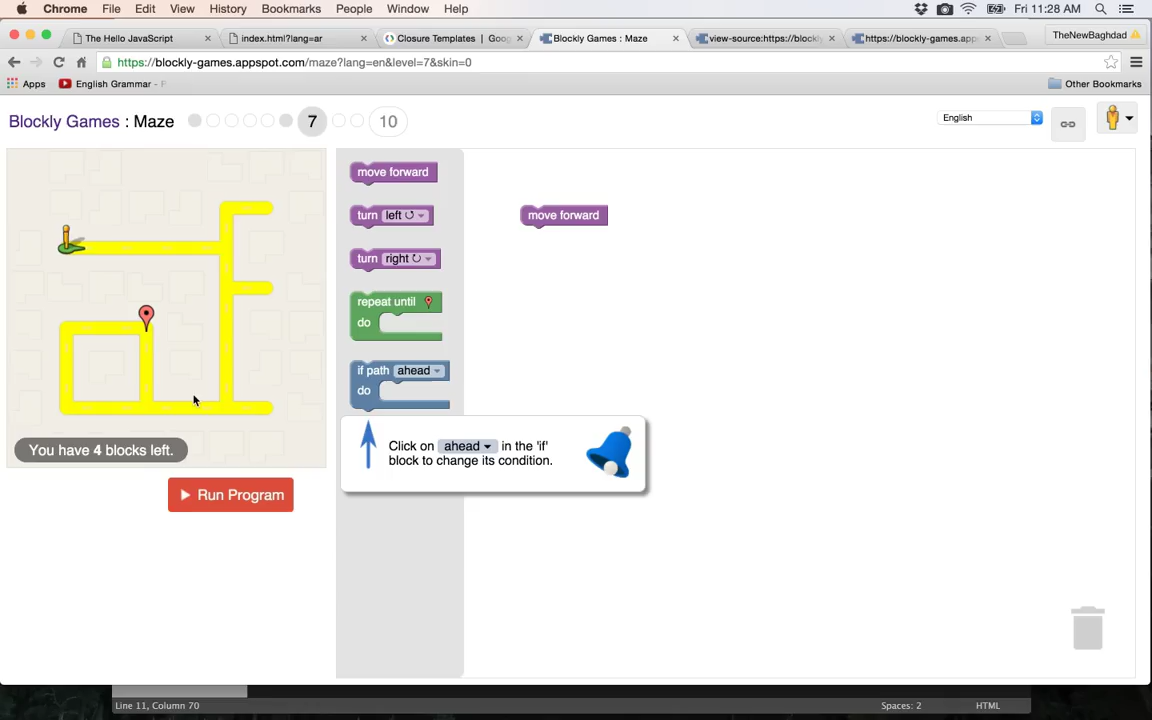 Chrome File Edit View History Bookmarks People Window Help Fri 11:28 AM
The Hello JavaScript index.html?lang=ar Closure Templates | Goo Blockly Games : Maze view-source:https://blockly https://blockly-games.apps TheNewBaghdad
https://blockly-games.appspot.com/maze?lang=en&level=7&skin=0
Apps English Grammar - F Other Bookmarks
Blockly Games : Maze 7 10 English
move forward
turn left
turn right
repeat until
do
if path ahead
do
move forward
Click on ahead in the 'if'
block to change its condition.
You have 4 blocks left.
Run Program
Line 11, Column 70 Spaces: 2 HTML